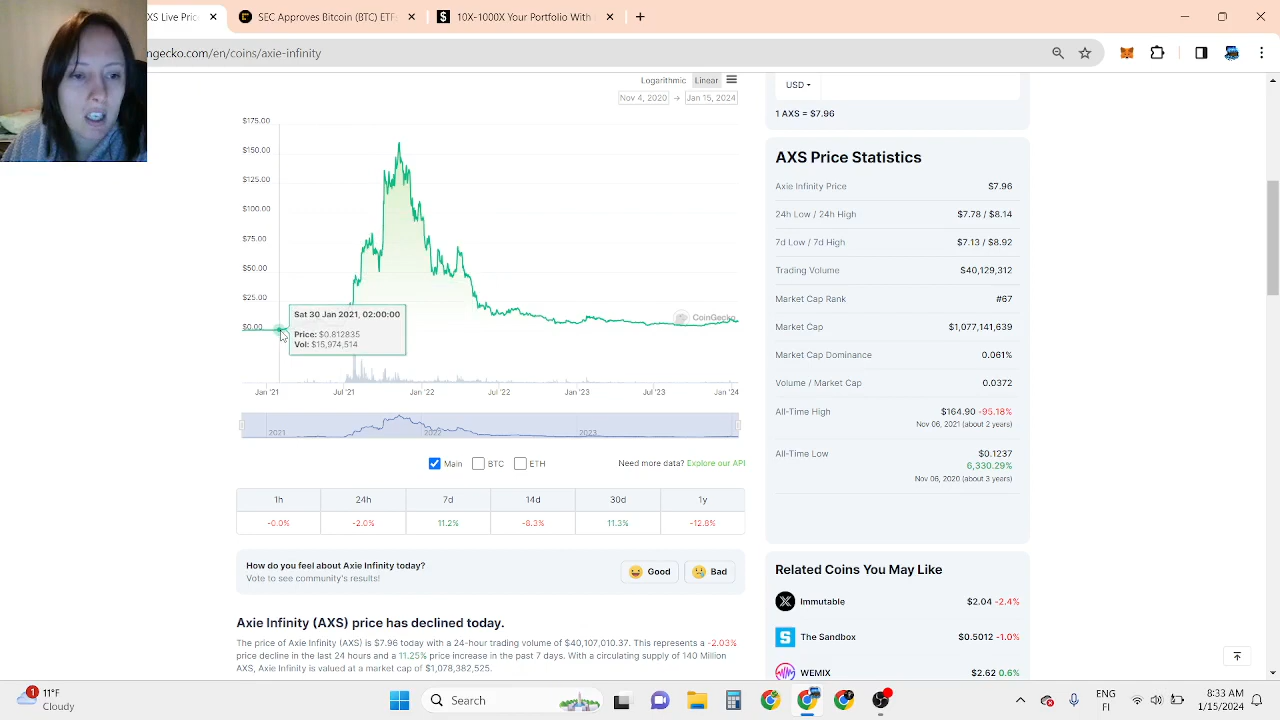 XS Live Pri
SEC Approves Bitcoin (BTC) ETFs
10X-1000X Your Portfolio With
ngecko.com/en/coins/axie-infinity
Logarithmic Linear
Nov 4, 2020 → Jan 15, 2024
$175.00
$150.00
$125.00
$100.00
$75.00
$50.00
$25.00
$0.00
Sat 30 Jan 2021, 02:00:00
Price: $0.812835
Vol: $15,974,514
CoinGecko
Jan '21 Jul '21 Jan '22 Jul '22 Jan '23 Jul '23 Jan '24
2021 2022 2023
Main BTC ETH
Need more data? Explore our API
1h 24h 7d 14d 30d 1y
-0.0% -2.0% 11.2% -8.3% 11.3% -12.8%
How do you feel about Axie Infinity today?
Vote to see community's results!
Good Bad
Axie Infinity (AXS) price has declined today.
The price of Axie Infinity (AXS) is $7.96 today with a 24-hour trading volume of $40,107,010.37. This represents a -2.03%
price decline in the last 24 hours and a 11.25% price increase in the past 7 days. With a circulating supply of 140 Million
AXS, Axie Infinity is valued at a market cap of $1,078,382,525.
USD
1 AXS = $7.96
AXS Price Statistics
Axie Infinity Price $7.96
24h Low / 24h High $7.78 / $8.14
7d Low / 7d High $7.13 / $8.92
Trading Volume $40,129,312
Market Cap Rank #67
Market Cap $1,077,141,639
Market Cap Dominance 0.061%
Volume / Market Cap 0.0372
All-Time High $164.90 -95.18%
Nov 06, 2021 (about 2 years)
All-Time Low $0.1237
6,330.29%
Nov 06, 2020 (about 3 years)
Related Coins You May Like
Immutable $2.04 -2.4%
The Sandbox $0.5012 -1.0%
WEMIX $2.62 0.6%
1
11°F
Cloudy
Search
ENG
FI
8:33 AM
1/15/2024